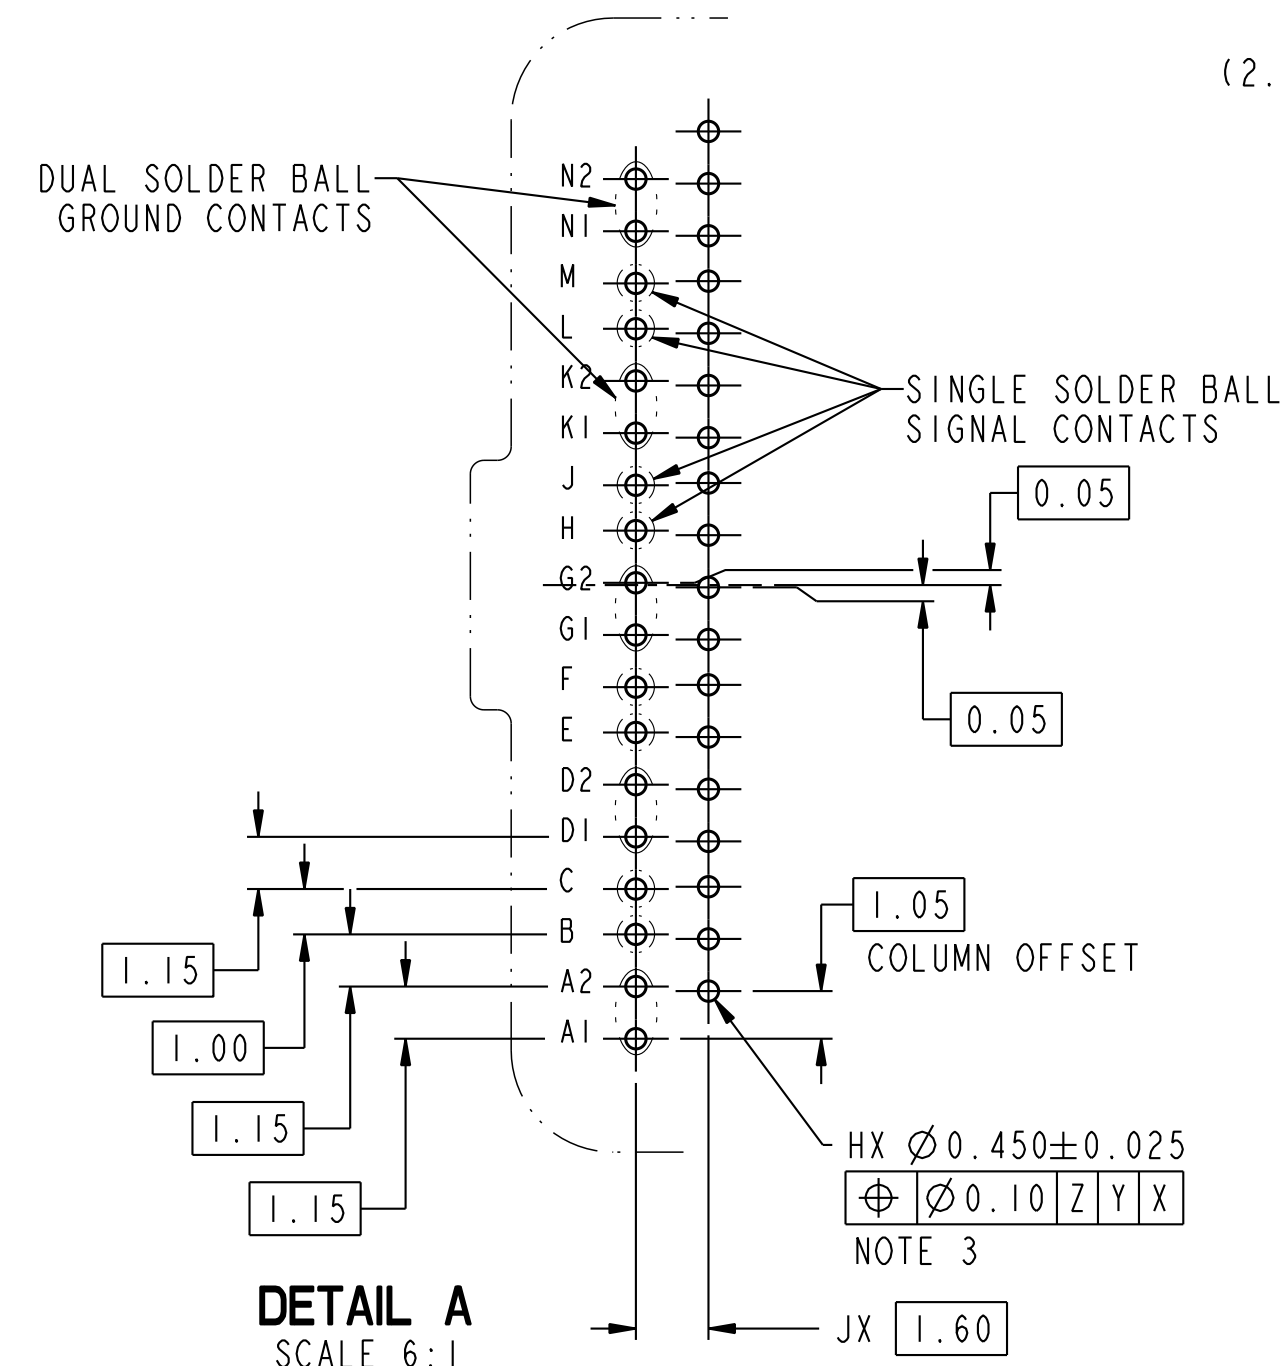 (2.
DUAL SOLDER BALL
GROUND CONTACTS
N2
N1
M
L
K2
K1
J
H
G2
G1
F
E
D2
D1
C
B
A2
A1
SINGLE SOLDER BALL
SIGNAL CONTACTS
0.05
0.05
1.15
1.00
1.15
1.15
1.05
COLUMN OFFSET
HX Ø0.450±0.025
⌖ Ø0.10 Z Y X
NOTE 3
JX 1.60
DETAIL A
SCALE 6:1